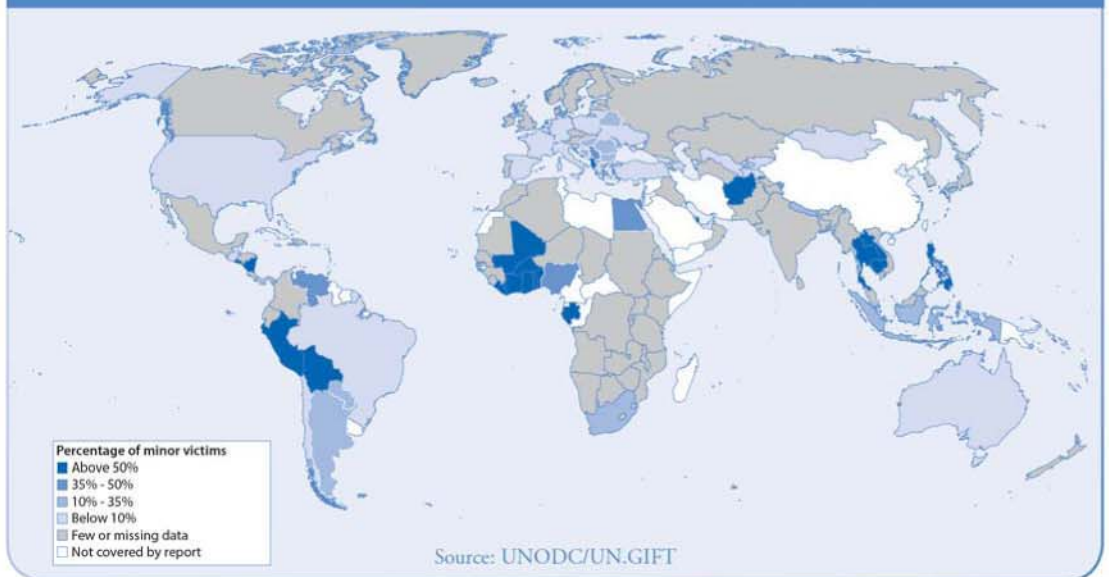 Percentage of minor victims
Above 50%
35% - 50%
10% - 35%
Below 10%
Few or missing data
Not covered by report
Source: UNODC/UN.GIFT